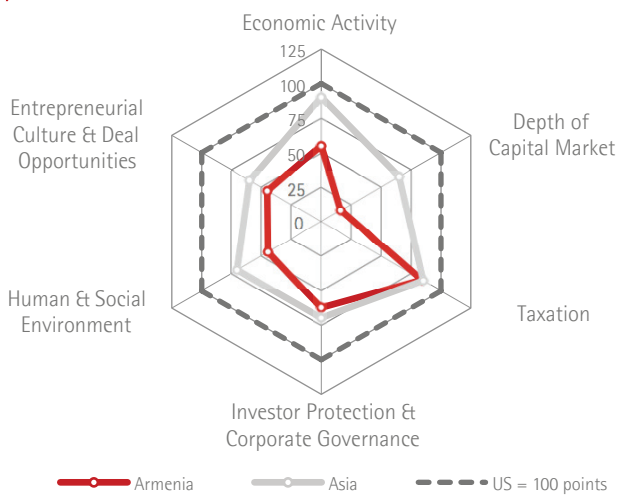 Economic Activity
125
100
75
50
25
0
Entrepreneurial
Culture & Deal
Opportunities
Depth of
Capital Market
Human & Social
Environment
Taxation
Investor Protection &
Corporate Governance
Armenia
Asia
US = 100 points